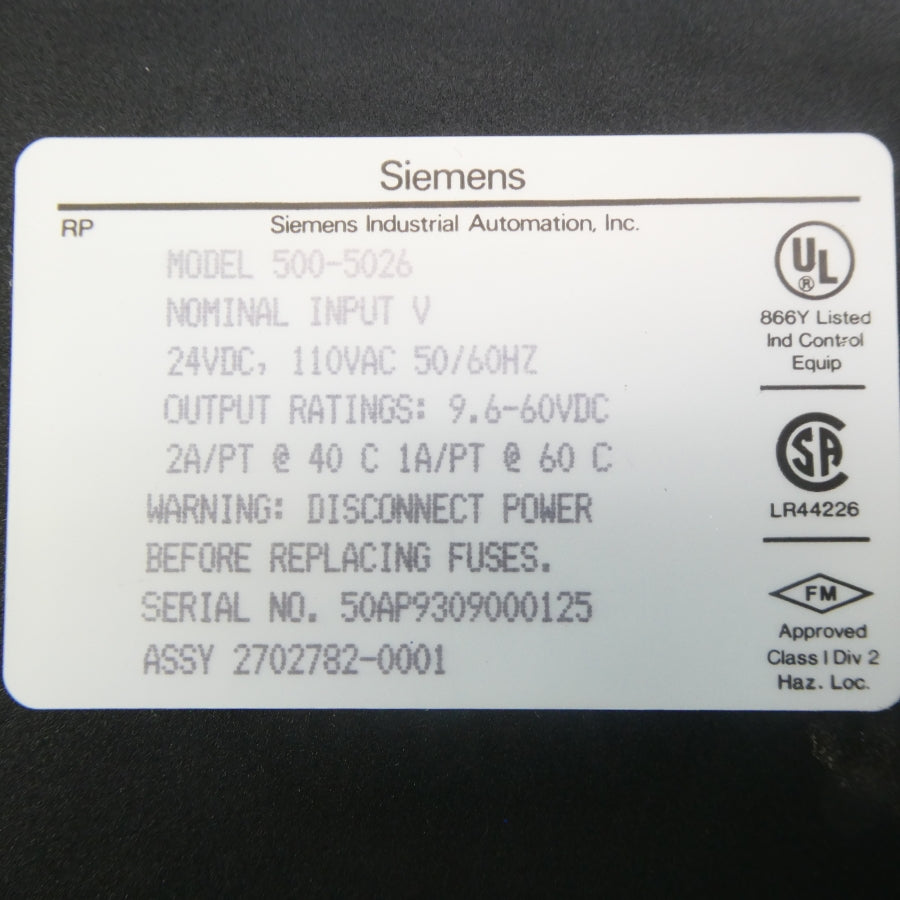 Siemens
RP
Siemens Industrial Automation, Inc.
MODEL 500-5026
NOMINAL INPUT V
24VDC, 110VAC 50/60HZ
OUTPUT RATINGS: 9.6-60VDC
2A/PT @ 40 C 1A/PT @ 60 C
WARNING: DISCONNECT POWER
BEFORE REPLACING FUSES.
SERIAL NO. 50AP9309000125
ASSY 2702782-0001
UL
®
866Y Listed
Ind Control
Equip
SA
LR44226
FM
Approved
Class I Div 2
Haz. Loc.